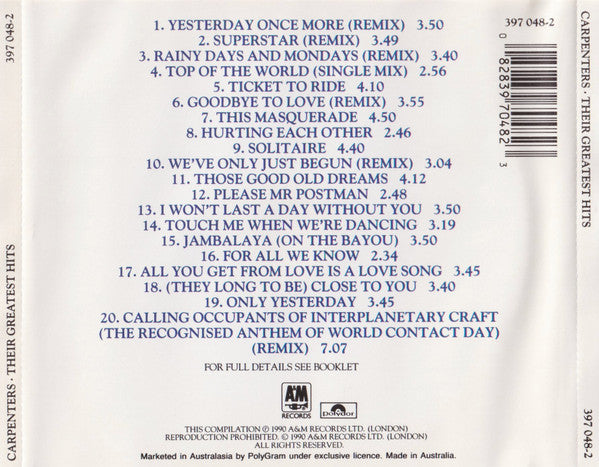 397 048-2
CARPENTERS · THEIR GREATEST HITS
1. YESTERDAY ONCE MORE (REMIX) 3.50
2. SUPERSTAR (REMIX) 3.49
3. RAINY DAYS AND MONDAYS (REMIX) 3.40
4. TOP OF THE WORLD (SINGLE MIX) 2.56
5. TICKET TO RIDE 4.10
6. GOODBYE TO LOVE (REMIX) 3.55
7. THIS MASQUERADE 4.50
8. HURTING EACH OTHER 2.46
9. SOLITAIRE 4.40
10. WE'VE ONLY JUST BEGUN (REMIX) 3.04
11. THOSE GOOD OLD DREAMS 4.12
12. PLEASE MR POSTMAN 2.48
13. I WON'T LAST A DAY WITHOUT YOU 3.50
14. TOUCH ME WHEN WE'RE DANCING 3.19
15. JAMBALAYA (ON THE BAYOU) 3.50
16. FOR ALL WE KNOW 2.34
17. ALL YOU GET FROM LOVE IS A LOVE SONG 3.45
18. (THEY LONG TO BE) CLOSE TO YOU 3.40
19. ONLY YESTERDAY 3.45
20. CALLING OCCUPANTS OF INTERPLANETARY CRAFT
(THE RECOGNISED ANTHEM OF WORLD CONTACT DAY)
(REMIX) 7.07
FOR FULL DETAILS SEE BOOKLET
A&M
RECORDS
polydor
THIS COMPILATION ℗ 1990 A&M RECORDS LTD. (LONDON)
REPRODUCTION PROHIBITED. © 1990 A&M RECORDS LTD. (LONDON)
ALL RIGHTS RESERVED.
Marketed in Australasia by PolyGram under exclusive licence. Made in Australia.
397 048-2
0 82839 70482 3
CARPENTERS · THEIR GREATEST HITS
397 048-2